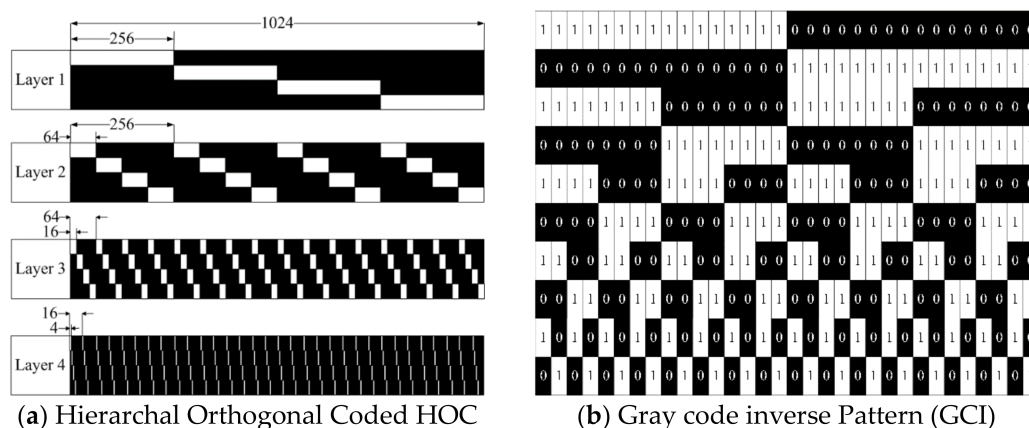 1024
256
Layer 1
256
64
Layer 2
64
16
Layer 3
16
4
Layer 4
(a) Hierarchal Orthogonal Coded HOC
1 1 1 1 1 1 1 1 1 1 1 1 1 1 1 1 0 0 0 0 0 0 0 0 0 0 0 0 0 0 0 0
0 0 0 0 0 0 0 0 0 0 0 0 0 0 0 0 1 1 1 1 1 1 1 1 1 1 1 1 1 1 1
1 1 1 1 1 1 1 1 0 0 0 0 0 0 0 0 1 1 1 1 1 1 1 1 0 0 0 0 0 0 0 0
0 0 0 0 0 0 0 0 1 1 1 1 1 1 1 1 0 0 0 0 0 0 0 0 1 1 1 1 1 1 1
1 1 1 1 0 0 0 0 1 1 1 1 0 0 0 0 1 1 1 1 0 0 0 0 1 1 1 1 0 0 0 0
0 0 0 0 1 1 1 1 0 0 0 0 1 1 1 1 0 0 0 0 1 1 1 1 0 0 0 0 1 1 1
1 1 0 0 1 1 0 0 1 1 0 0 1 1 0 0 1 1 0 0 1 1 0 0 1 1 0 0 1 1 0 0
0 0 1 1 0 0 1 1 0 0 1 1 0 0 1 1 0 0 1 1 0 0 1 1 0 0 1 1 0 0 1
1 0 1 0 1 0 1 0 1 0 1 0 1 0 1 0 1 0 1 0 1 0 1 0 1 0 1 0 1 0 1 0
0 1 0 1 0 1 0 1 0 1 0 1 0 1 0 1 0 1 0 1 0 1 0 1 0 1 0 1 0 1 0
(b) Gray code inverse Pattern (GCI)